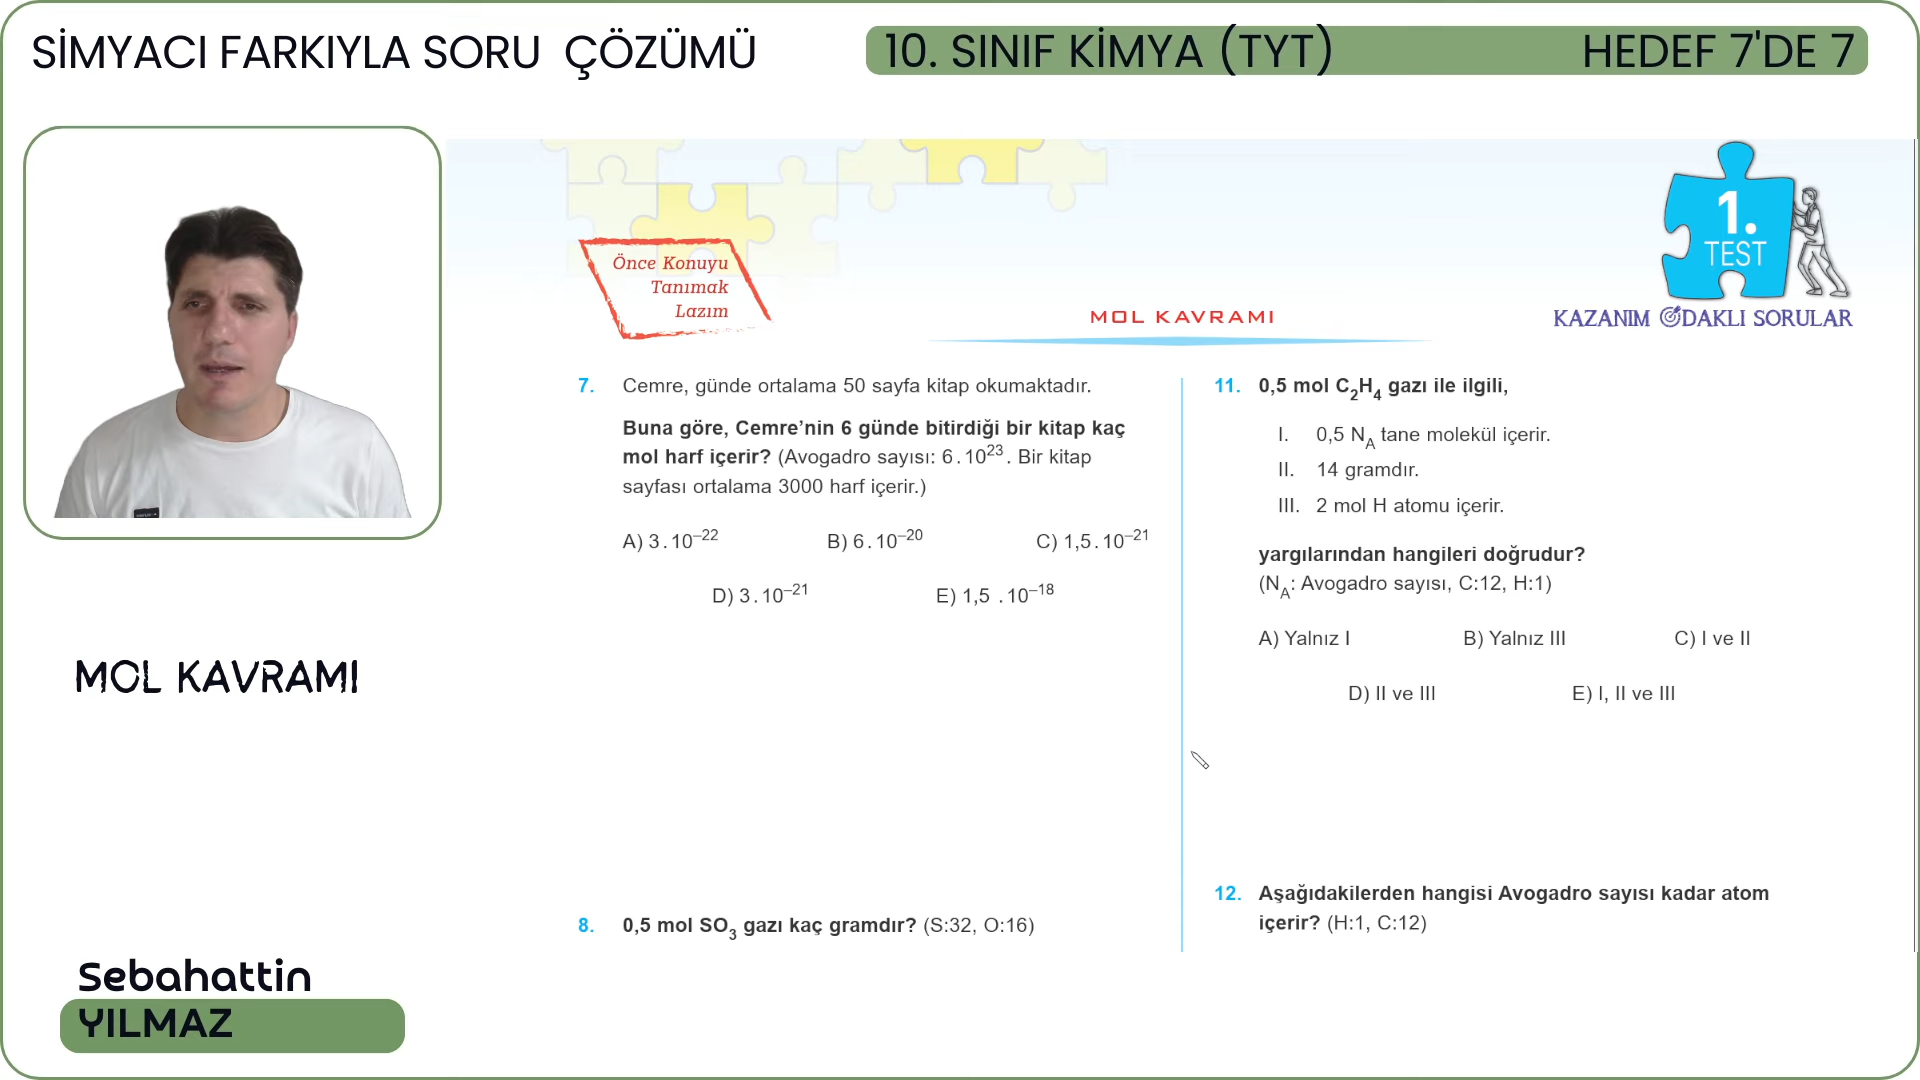 SİMYACI FARKIYLA SORU ÇÖZÜMÜ
10. SINIF KİMYA (TYT)
HEDEF 7'DE 7
Önce Konuyu
Tanımak
Lazım
MOL KAVRAMI
1.
TEST
KAZANIM ODAKLI SORULAR
7. Cemre, günde ortalama 50 sayfa kitap okumaktadır.
Buna göre, Cemre’nin 6 günde bitirdiği bir kitap kaç
mol harf içerir? (Avogadro sayısı: 6.10²³. Bir kitap
sayfası ortalama 3000 harf içerir.)
A) 3.10⁻²² B) 6.10⁻²⁰ C) 1,5.10⁻²¹
D) 3.10⁻²¹ E) 1,5 .10⁻¹⁸
8. 0,5 mol SO₃ gazı kaç gramdır? (S:32, O:16)
11. 0,5 mol C₂H₄ gazı ile ilgili,
I. 0,5 N_A tane molekül içerir.
II. 14 gramdır.
III. 2 mol H atomu içerir.
yargılarından hangileri doğrudur?
(N_A: Avogadro sayısı, C:12, H:1)
A) Yalnız I B) Yalnız III C) I ve II
D) II ve III E) I, II ve III
12. Aşağıdakilerden hangisi Avogadro sayısı kadar atom
içerir? (H:1, C:12)
MOL KAVRAMI
Sebahattin
YILMAZ